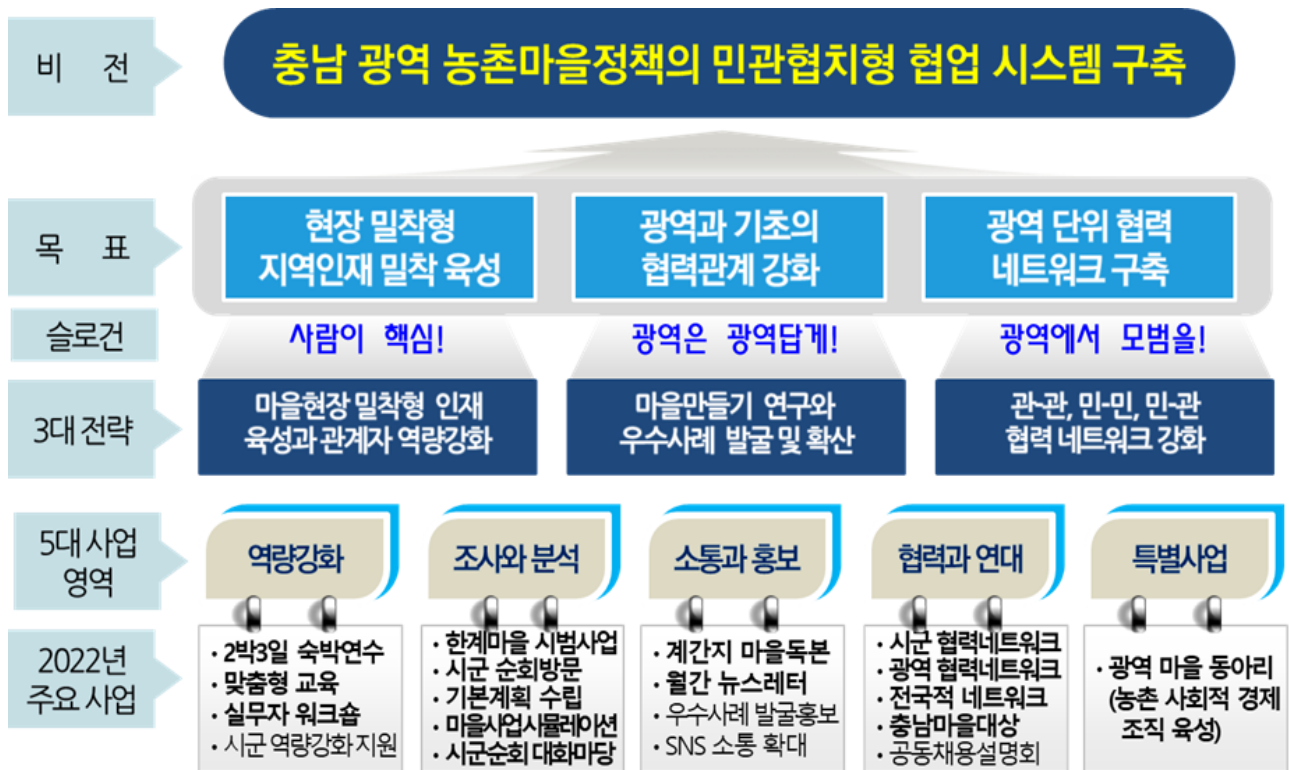 비 전
충남 광역 농촌마을정책의 민관협치형 협업 시스템 구축
목 표
현장 밀착형
지역인재 밀착 육성
광역과 기초의
협력관계 강화
광역 단위 협력
네트워크 구축
슬로건
사람이 핵심!
광역은 광역답게!
광역에서 모범을!
3대 전략
마을현장 밀착형 인재
육성과 관계자 역량강화
마을만들기 연구와
우수사례 발굴 및 확산
관-관, 민-민, 민-관
협력 네트워크 강화
5대 사업
영역
역량강화
조사와 분석
소통과 홍보
협력과 연대
특별사업
2022년
주요 사업
· 2박3일 숙박연수
· 맞춤형 교육
· 실무자 워크숍
· 시군 역량강화 지원
· 한계마을 시범사업
· 시군 순회방문
· 기본계획 수립
· 마을사업시뮬레이션
· 시군순회 대화마당
· 계간지 마을독본
· 월간 뉴스레터
· 우수사례 발굴홍보
· SNS 소통 확대
· 시군 협력네트워크
· 광역 협력네트워크
· 전국적 네트워크
· 충남마을대상
· 공동채용설명회
· 광역 마을 동아리
(농촌 사회적 경제
조직 육성)